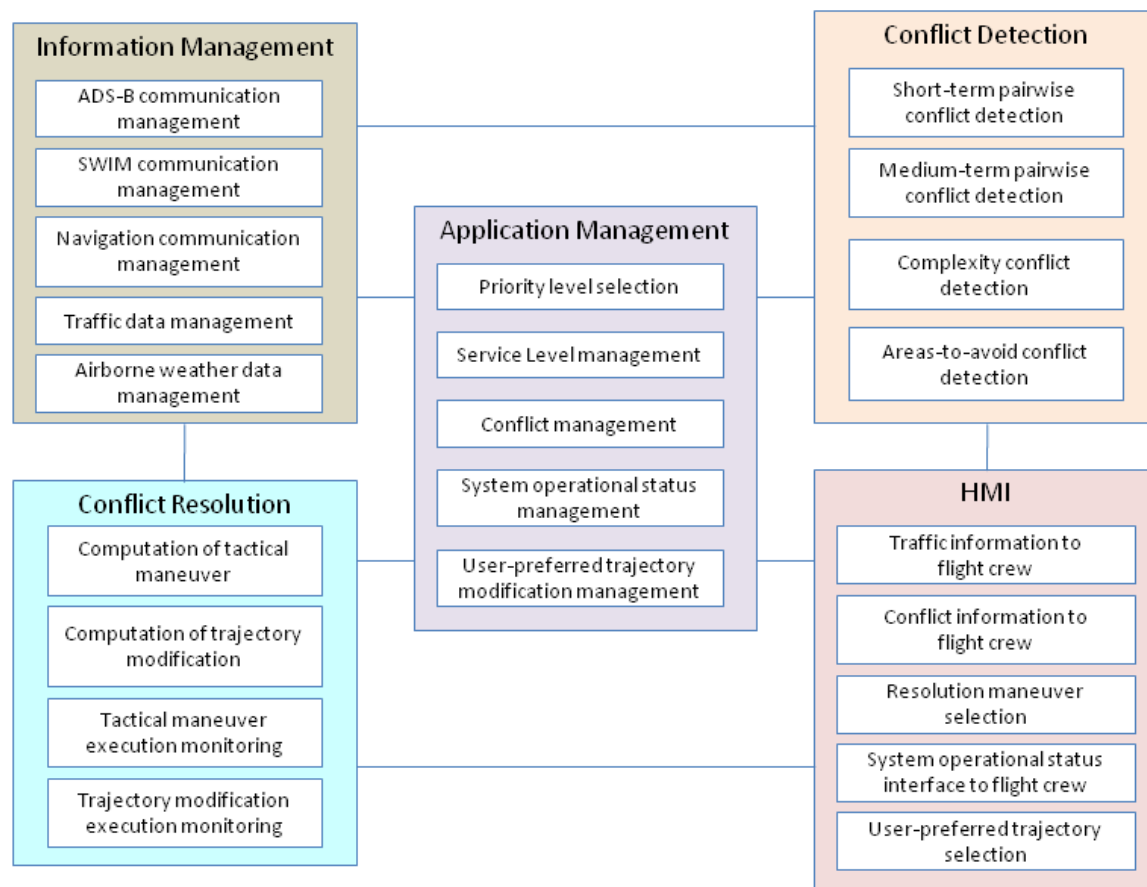 Information Management
ADS-B communication
management
SWIM communication
management
Navigation communication
management
Traffic data management
Airborne weather data
management
Conflict Detection
Short-term pairwise
conflict detection
Medium-term pairwise
conflict detection
Complexity conflict
detection
Areas-to-avoid conflict
detection
Application Management
Priority level selection
Service Level management
Conflict management
System operational status
management
User-preferred trajectory
modification management
Conflict Resolution
Computation of tactical
maneuver
Computation of trajectory
modification
Tactical maneuver
execution monitoring
Trajectory modification
execution monitoring
HMI
Traffic information to
flight crew
Conflict information to
flight crew
Resolution maneuver
selection
System operational status
interface to flight crew
User-preferred trajectory
selection